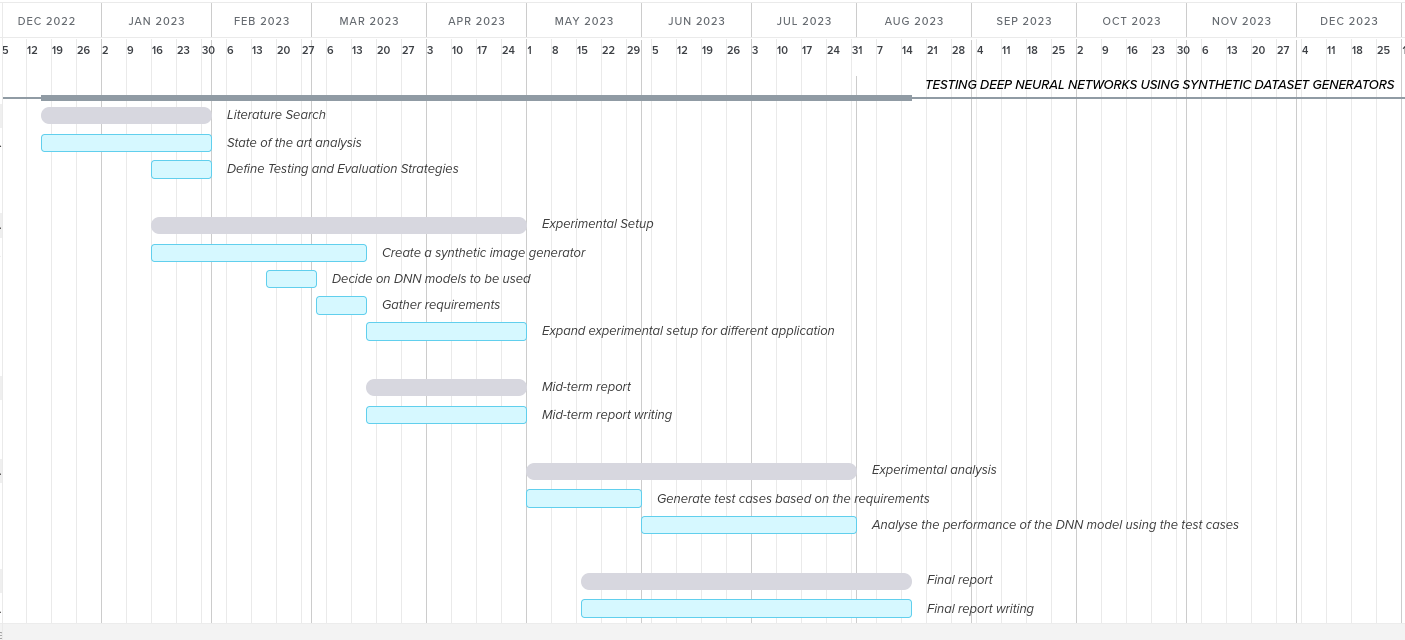 DEC 2022 JAN 2023 FEB 2023 MAR 2023 APR 2023 MAY 2023 JUN 2023 JUL 2023 AUG 2023 SEP 2023 OCT 2023 NOV 2023 DEC 2023
5 12 19 26 2 9 16 23 30 6 13 20 27 6 13 20 27 3 10 17 24 1 8 15 22 29 5 12 19 26 3 10 17 24 31 7 14 21 28 4 11 18 25 2 9 16 23 30 6 13 20 27 4 11 18 25
TESTING DEEP NEURAL NETWORKS USING SYNTHETIC DATASET GENERATORS
Literature Search
State of the art analysis
Define Testing and Evaluation Strategies
Experimental Setup
Create a synthetic image generator
Decide on DNN models to be used
Gather requirements
Expand experimental setup for different application
Mid-term report
Mid-term report writing
Experimental analysis
Generate test cases based on the requirements
Analyse the performance of the DNN model using the test cases
Final report
Final report writing